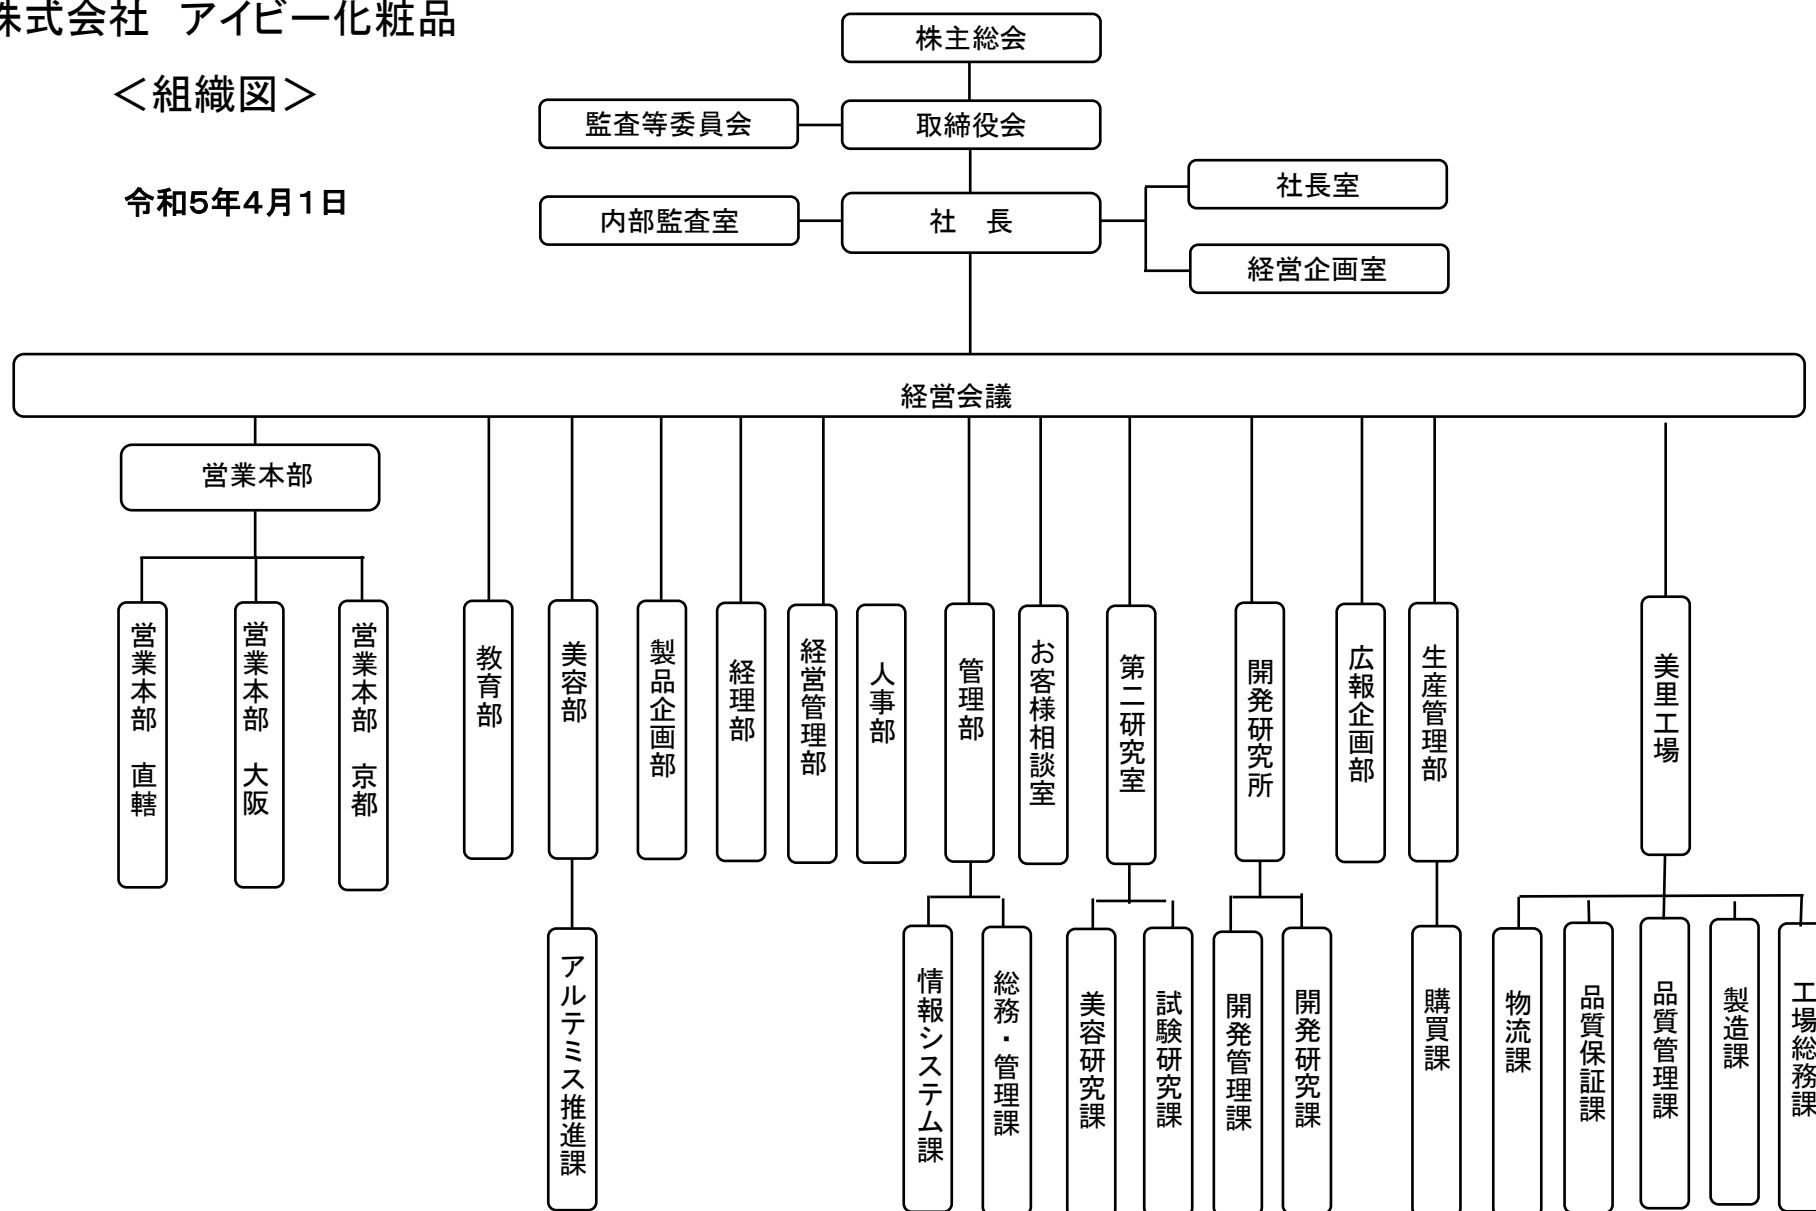 株式会社 アイビー化粧品
＜組織図＞
令和5年4月1日
株主総会
監査等委員会
取締役会
内部監査室
社 長
社長室
経営企画室
経営会議
営業本部
営業本部 直轄
営業本部 大阪
営業本部 京都
教育部
美容部
製品企画部
経理部
経営管理部
人事部
管理部
お客様相談室
第二研究室
開発研究所
広報企画部
生産管理部
美里工場
アルテミス推進課
情報システム課
総務・管理課
美容研究課
試験研究課
開発管理課
開発研究課
購買課
物流課
品質保証課
品質管理課
製造課
工場総務課